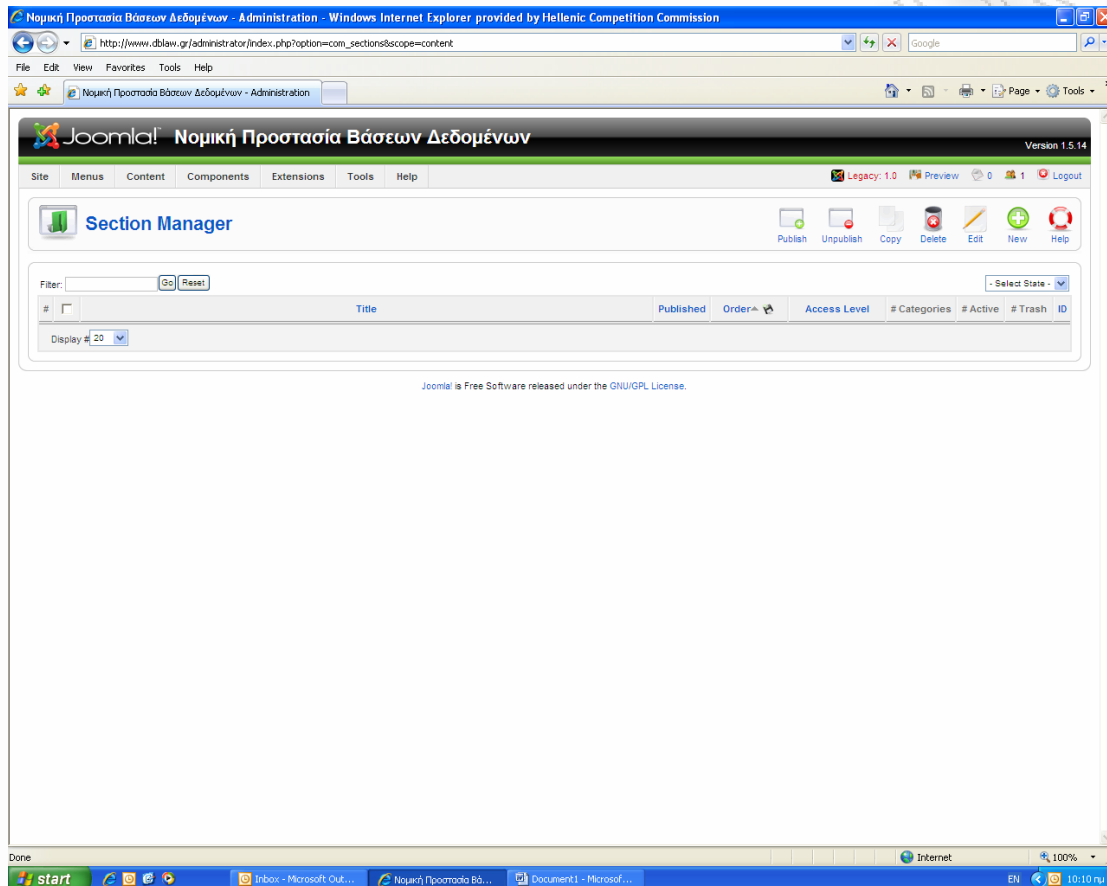 Νομική Προστασία Βάσεων Δεδομένων - Administration - Windows Internet Explorer provided by Hellenic Competition Commission
http://www.dblaw.gr/administrator/index.php?option=com_sections&scope=content
Google
File Edit View Favorites Tools Help
Νομική Προστασία Βάσεων Δεδομένων - Administration
Page Tools
Joomla! Νομική Προστασία Βάσεων Δεδομένων
Version 1.5.14
Site Menus Content Components Extensions Tools Help Legacy: 1.0 Preview 0 1 Logout
Section Manager
Publish Unpublish Copy Delete Edit New Help
Filter: Go Reset - Select State -
# Title Published Order Access Level # Categories # Active # Trash ID
Display # 20
Joomla! is Free Software released under the GNU/GPL License.
Done Internet 100%
start Inbox - Microsoft Out... Νομική Προστασία Βά... Document1 - Microsof... EN 10:10 πμ